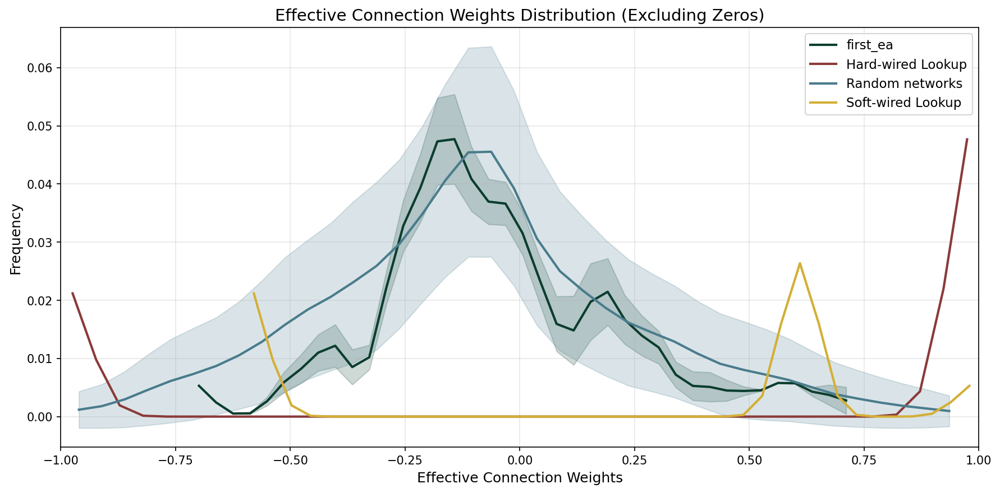 Effective Connection Weights Distribution (Excluding Zeros)
first_ea
Hard-wired Lookup
Random networks
Soft-wired Lookup
Frequency
0.06
0.05
0.04
0.03
0.02
0.01
0.00
−1.00 −0.75 −0.50 −0.25 0.00 0.25 0.50 0.75 1.00
Effective Connection Weights